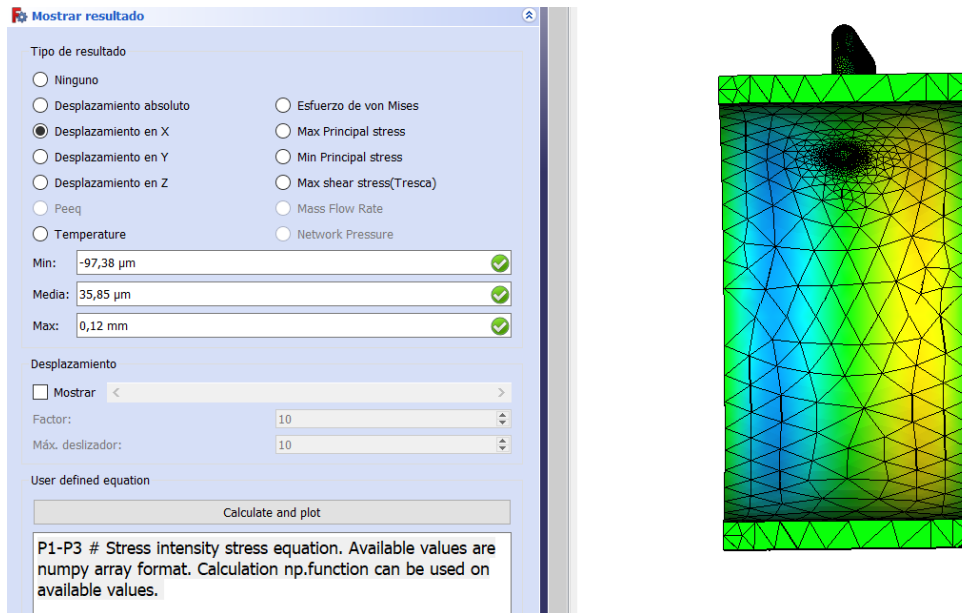 Mostrar resultado
Tipo de resultado
Ninguno
Desplazamiento absoluto
Esfuerzo de von Mises
Desplazamiento en X
Max Principal stress
Desplazamiento en Y
Min Principal stress
Desplazamiento en Z
Max shear stress(Tresca)
Peeq
Mass Flow Rate
Temperature
Network Pressure
Min: -97,38 µm
Media: 35,85 µm
Max: 0,12 mm
Desplazamiento
Mostrar
Factor: 10
Máx. deslizador: 10
User defined equation
Calculate and plot
P1-P3 # Stress intensity stress equation. Available values are
numpy array format. Calculation np.function can be used on
available values.